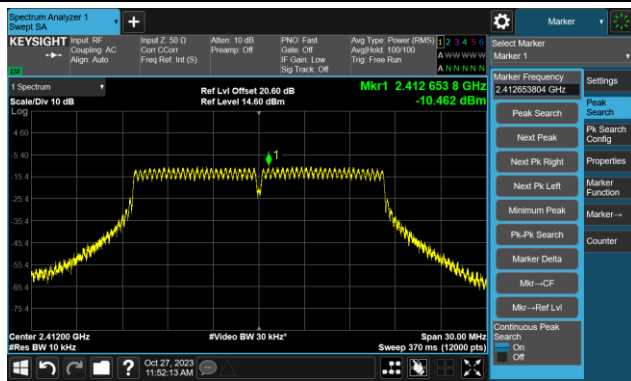 Spectrum Analyzer 1
Swept SA
Marker
KEYSIGHT
Input: RF
Coupling: AC
Align: Auto
Input Z: 50 Ω
Corr CCorr
Freq Ref: Int (S)
Atten: 10 dB
Preamp: Off
PNO: Fast
Gate: Off
IF Gain: Low
Sig Track: Off
Avg Type: Power (RMS)
Avg|Hold: 100/100
Trig: Free Run
1 2 3 4 5 6
A W W W W W
A N N N N N
Select Marker
Marker 1
1 Spectrum
Scale/Div 10 dB
Log
Ref Lvl Offset 20.60 dB
Ref Level 14.60 dBm
Mkr1 2.412 653 8 GHz
-10.462 dBm
1
4.60
-5.40
-15.4
-25.4
-35.4
-45.4
-55.4
-65.4
-75.4
Center 2.41200 GHz
#Res BW 10 kHz
#Video BW 30 kHz*
Span 30.00 MHz
Sweep 370 ms (12000 pts)
Marker Frequency
2.412653804 GHz
Peak Search
Next Peak
Next Pk Right
Next Pk Left
Minimum Peak
Pk-Pk Search
Marker Delta
Mkr→CF
Mkr→Ref Lvl
Continuous Peak
Search
On
Off
Settings
Peak
Search
Pk Search
Config
Properties
Marker
Function
Marker→
Counter
?
Oct 27, 2023
11:52:13 AM